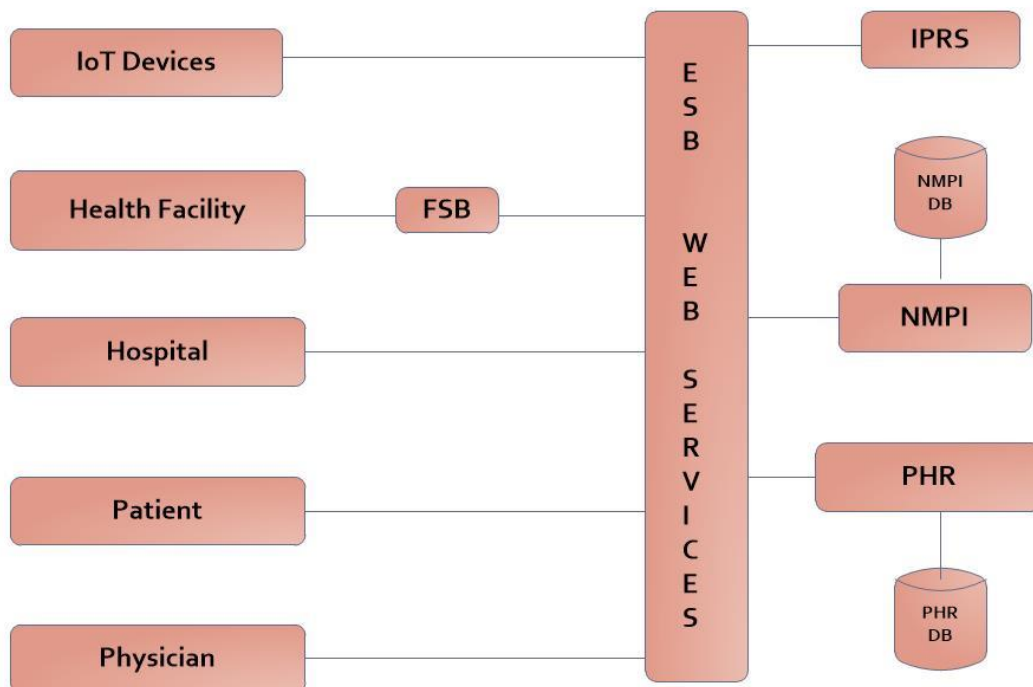 IoT Devices
Health Facility
FSB
Hospital
Patient
Physician
E
S
B
W
E
B
S
E
R
V
I
C
E
S
IPRS
NMPI
DB
NMPI
PHR
PHR
DB